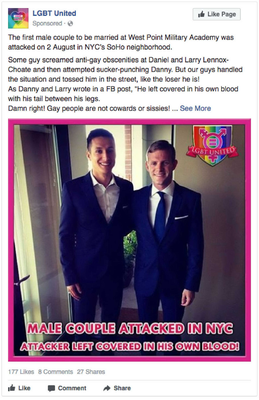 LGBT United
Like Page
Sponsored ·
The first male couple to be married at West Point Military Academy was
attacked on 2 August in NYC's SoHo neighborhood.
Some guy screamed anti-gay obscenities at Daniel and Larry Lennox-
Choate and then attempted sucker-punching Danny. But our guys handled
the situation and tossed him in the street, like the loser he is!
As Danny and Larry wrote in a FB post, "He left covered in his own blood
with his tail between his legs.
Damn right! Gay people are not cowards or sissies! ... See More
LGBT UNITED
MALE COUPLE ATTACKED IN NYC
ATTACKER LEFT COVERED IN HIS OWN BLOOD!
177 Likes 8 Comments 27 Shares
Like Comment Share